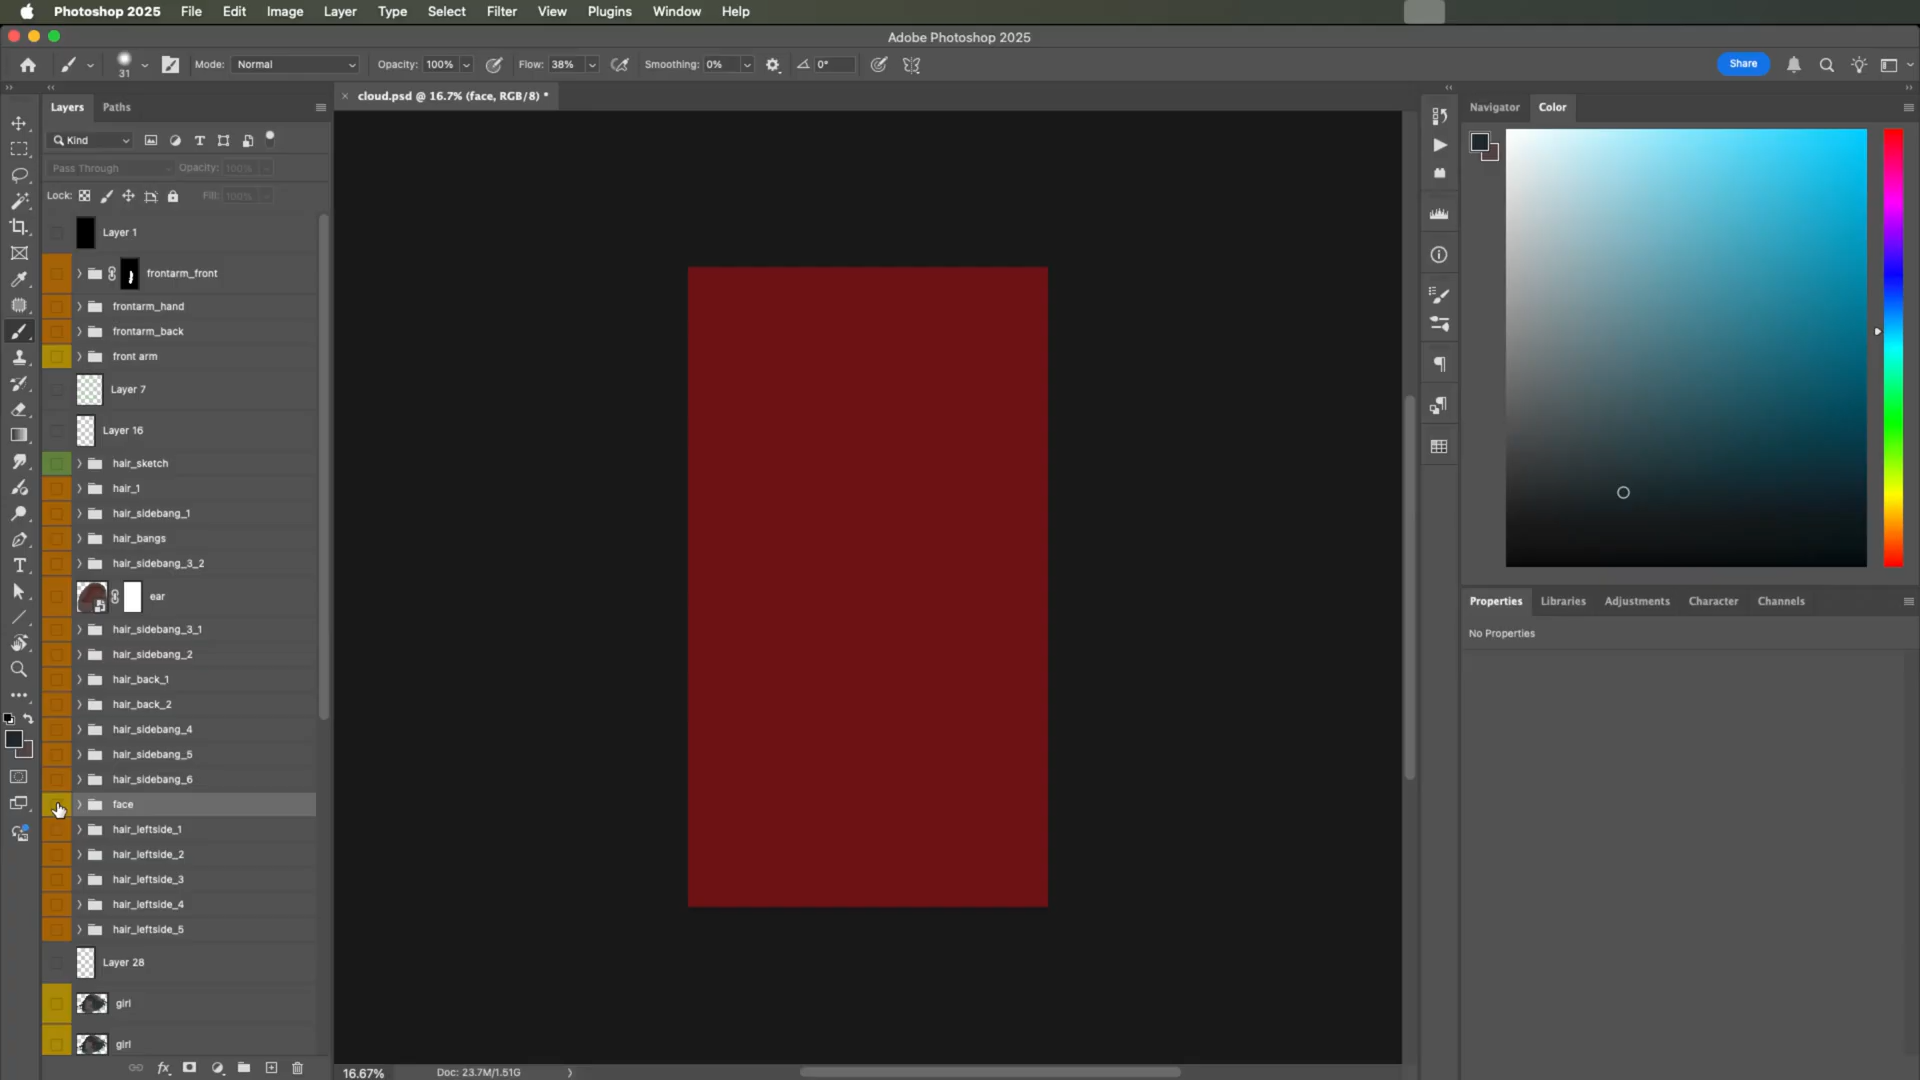 Photoshop 2025 File Edit Image Layer Type Select Filter View Plugins Window Help
Adobe Photoshop 2025
31 Mode: Normal Opacity: 100% Flow: 38% Smoothing: 0% 0° Share
Layers Paths
cloud.psd @ 16.7% (face, RGB/8) *
Navigator Color
Kind
Pass Through Opacity: 100%
Lock: Fill: 100%
Layer 1
frontarm_front
frontarm_hand
frontarm_back
front arm
Layer 7
Layer 16
hair_sketch
hair_1
hair_sidebang_1
hair_bangs
hair_sidebang_3_2
ear
hair_sidebang_3_1
hair_sidebang_2
hair_back_1
hair_back_2
hair_sidebang_4
hair_sidebang_5
hair_sidebang_6
face
hair_leftside_1
hair_leftside_2
hair_leftside_3
hair_leftside_4
hair_leftside_5
Layer 28
girl
girl
Properties Libraries Adjustments Character Channels
No Properties
16.67% Doc: 23.7M/1.51G